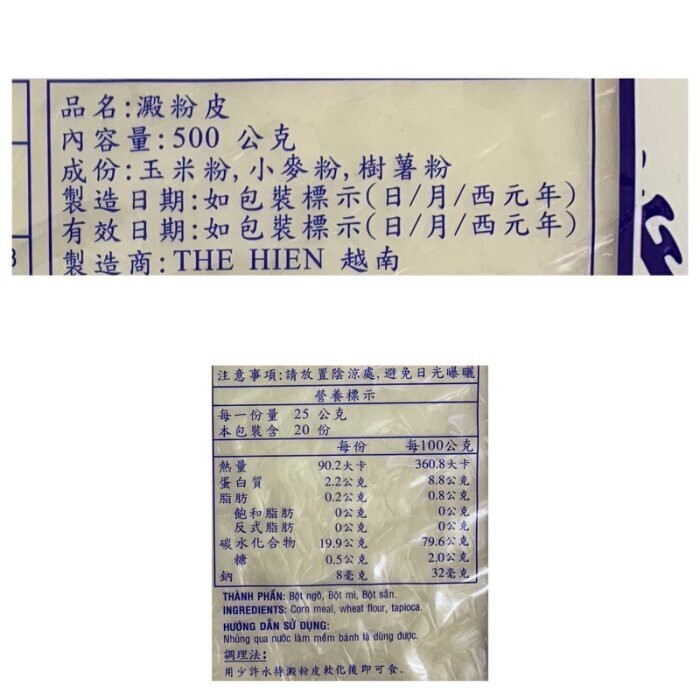 品名:澱粉皮
內容量:500 公克
成份:玉米粉,小麥粉,樹薯粉
製造日期:如包裝標示(日/月/西元年)
有效日期:如包裝標示(日/月/西元年)
製造商:THE HIEN 越南
注意事項:請放置陰涼處,避免日光曝曬
營養標示
每一份量 25 公克
本包裝含 20 份
每份 每100公克
熱量 90.2大卡 360.8大卡
蛋白質 2.2公克 8.8公克
脂肪 0.2公克 0.8公克
飽和脂肪 0公克 0公克
反式脂肪 0公克 0公克
碳水化合物 19.9公克 79.6公克
糖 0.5公克 2.0公克
鈉 8毫克 32毫克
THÀNH PHẦN: Bột ngô, Bột mì, Bột sắn.
INGREDIENTS: Corn meal, wheat flour, tapioca.
HƯỚNG DẪN SỬ DỤNG:
Nhúng qua nước làm mềm bánh là dùng được.
調理法:
用少許水待澱粉皮軟化後即可食.